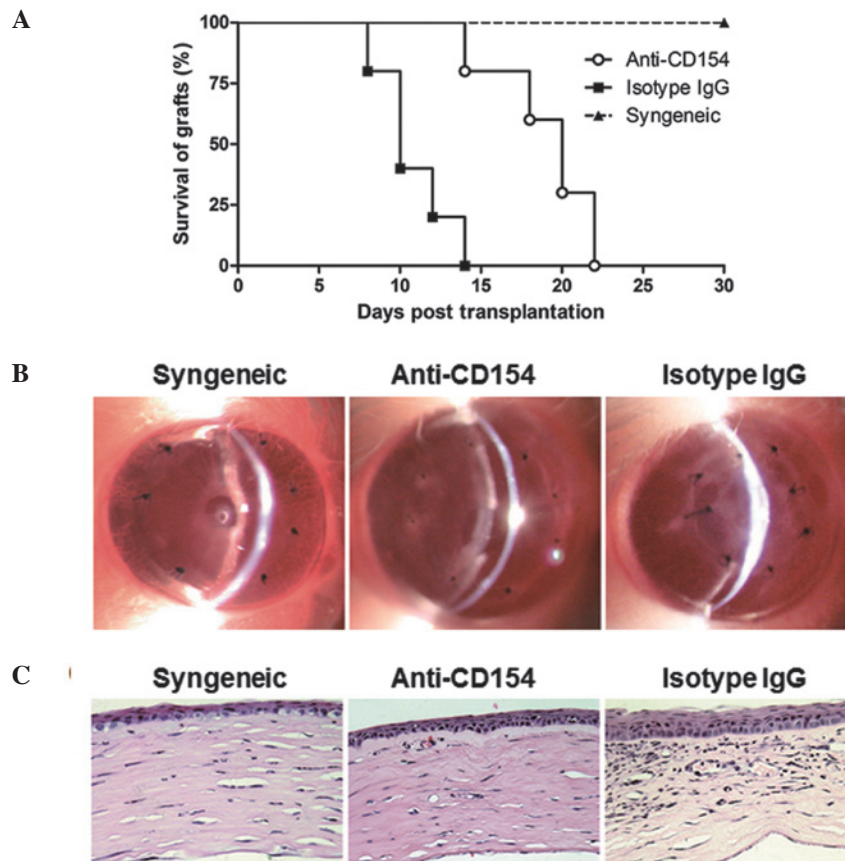 A
Survival of grafts (%)
100
75
50
25
0
Anti-CD154
Isotype IgG
Syngeneic
0 5 10 15 20 25 30
Days post transplantation
B
Syngeneic Anti-CD154 Isotype IgG
C
Syngeneic Anti-CD154 Isotype IgG